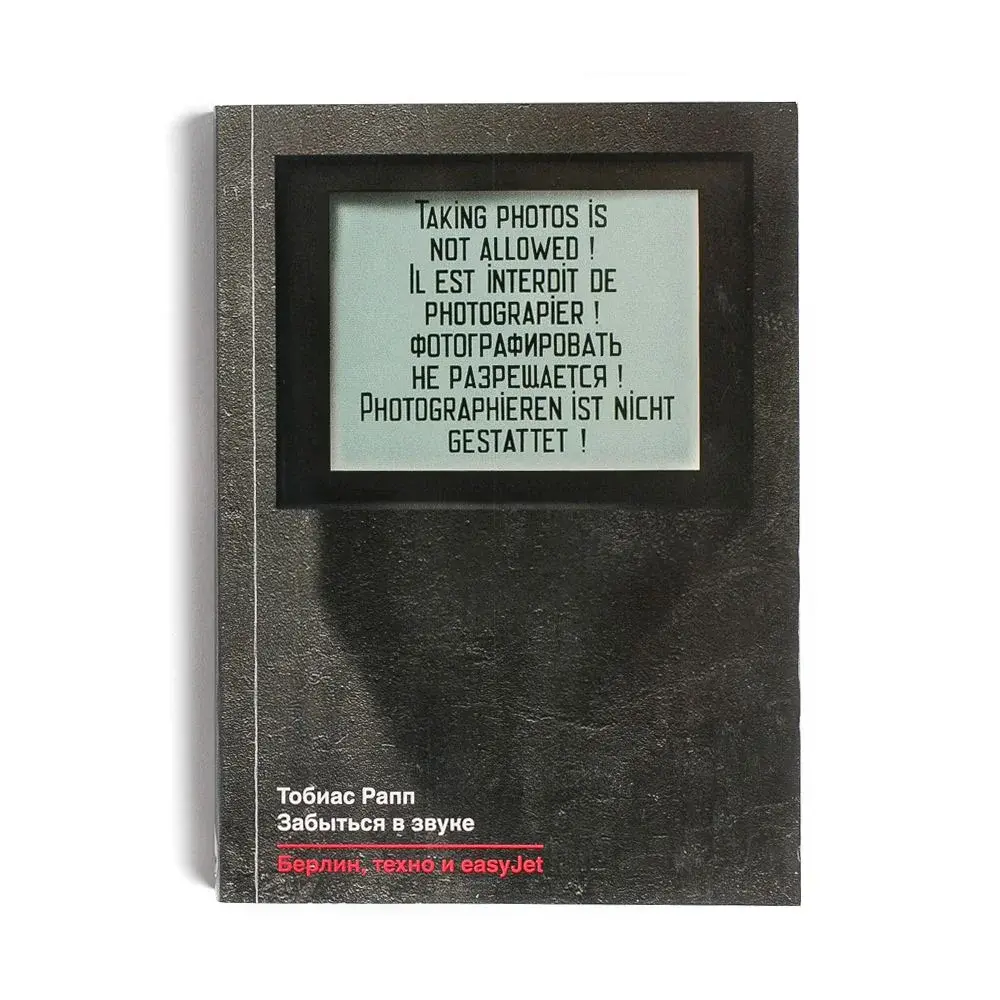 TAKING PHOTOS IS
NOT ALLOWED !
IL EST INTERDIT DE
PHOTOGRAPIER !
ФОТОГРАФИРОВАТЬ
НЕ РАЗРЕШАЕТСЯ !
PHOTOGRAPHIEREN IST NICHT
GESTATTET !
Тобиас Рапп
Забыться в звуке
Берлин, техно и easyJet